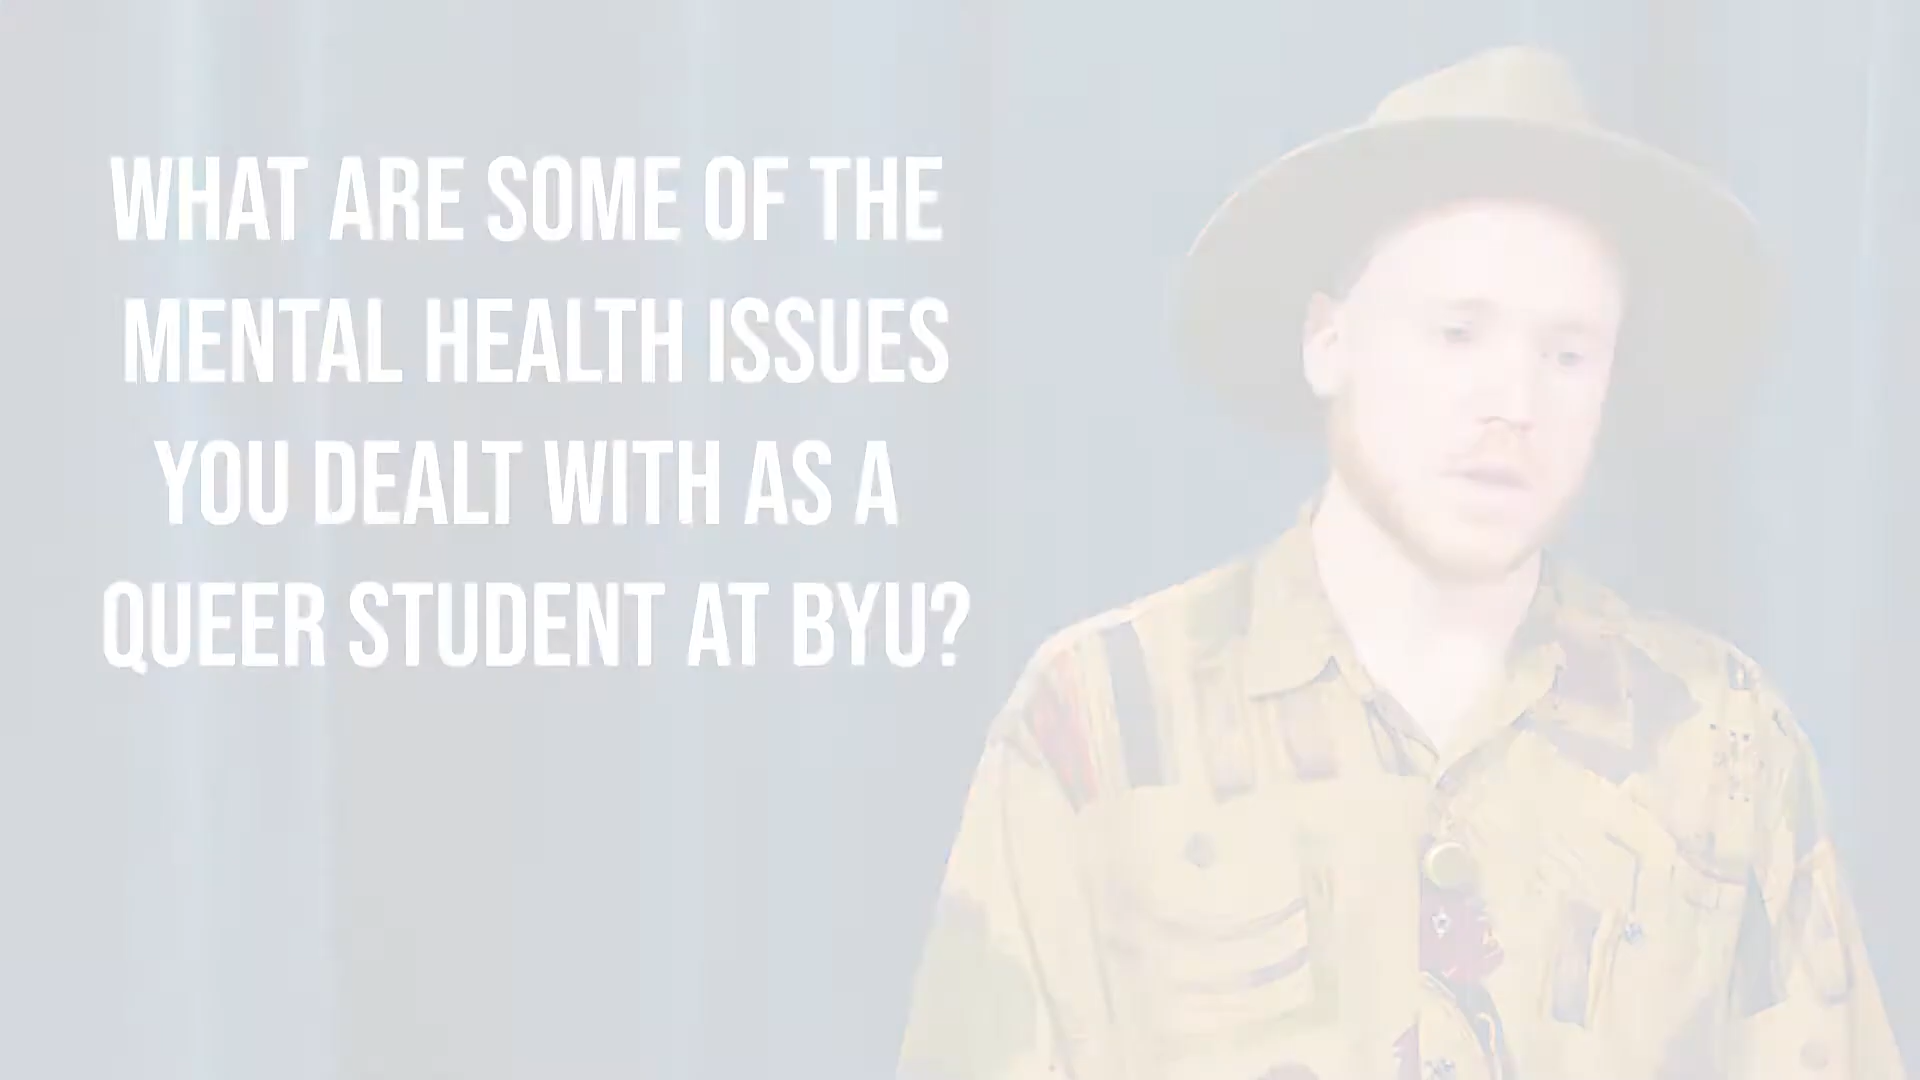 WHAT ARE SOME OF THE
MENTAL HEALTH ISSUES
YOU DEALT WITH AS A
QUEER STUDENT AT BYU?